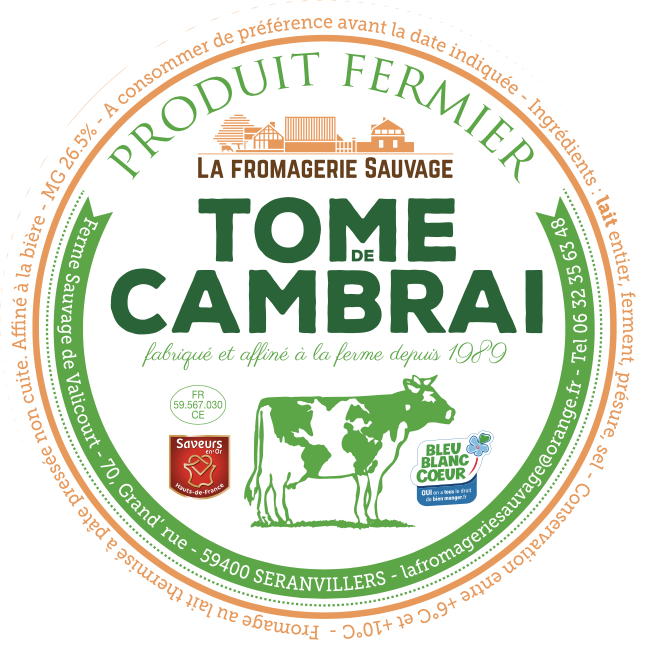 Fromage au lait thermisé à pâte pressée non cuite. Affiné à la bière - MG 26.5% - A consommer de préférence avant la date indiquée - Ingrédients : lait entier, ferment, présure, sel - Conservation entre +6°C et +10°C -
PRODUIT FERMIER
LA FROMAGERIE SAUVAGE
TOME
DE
CAMBRAI
fabriqué et affiné à la ferme depuis 1989
FR
59.567.030
CE
Saveurs
en'Or
Hauts-de-France
BLEU
BLANC
COEUR
OUI on a tous le droit
de bien manger.fr
Ferme Sauvage de Valicourt - 70, Grand' rue - 59400 SERANVILLERS - lafromageriesauvage@orange.fr - Tel 06 32 35 63 48